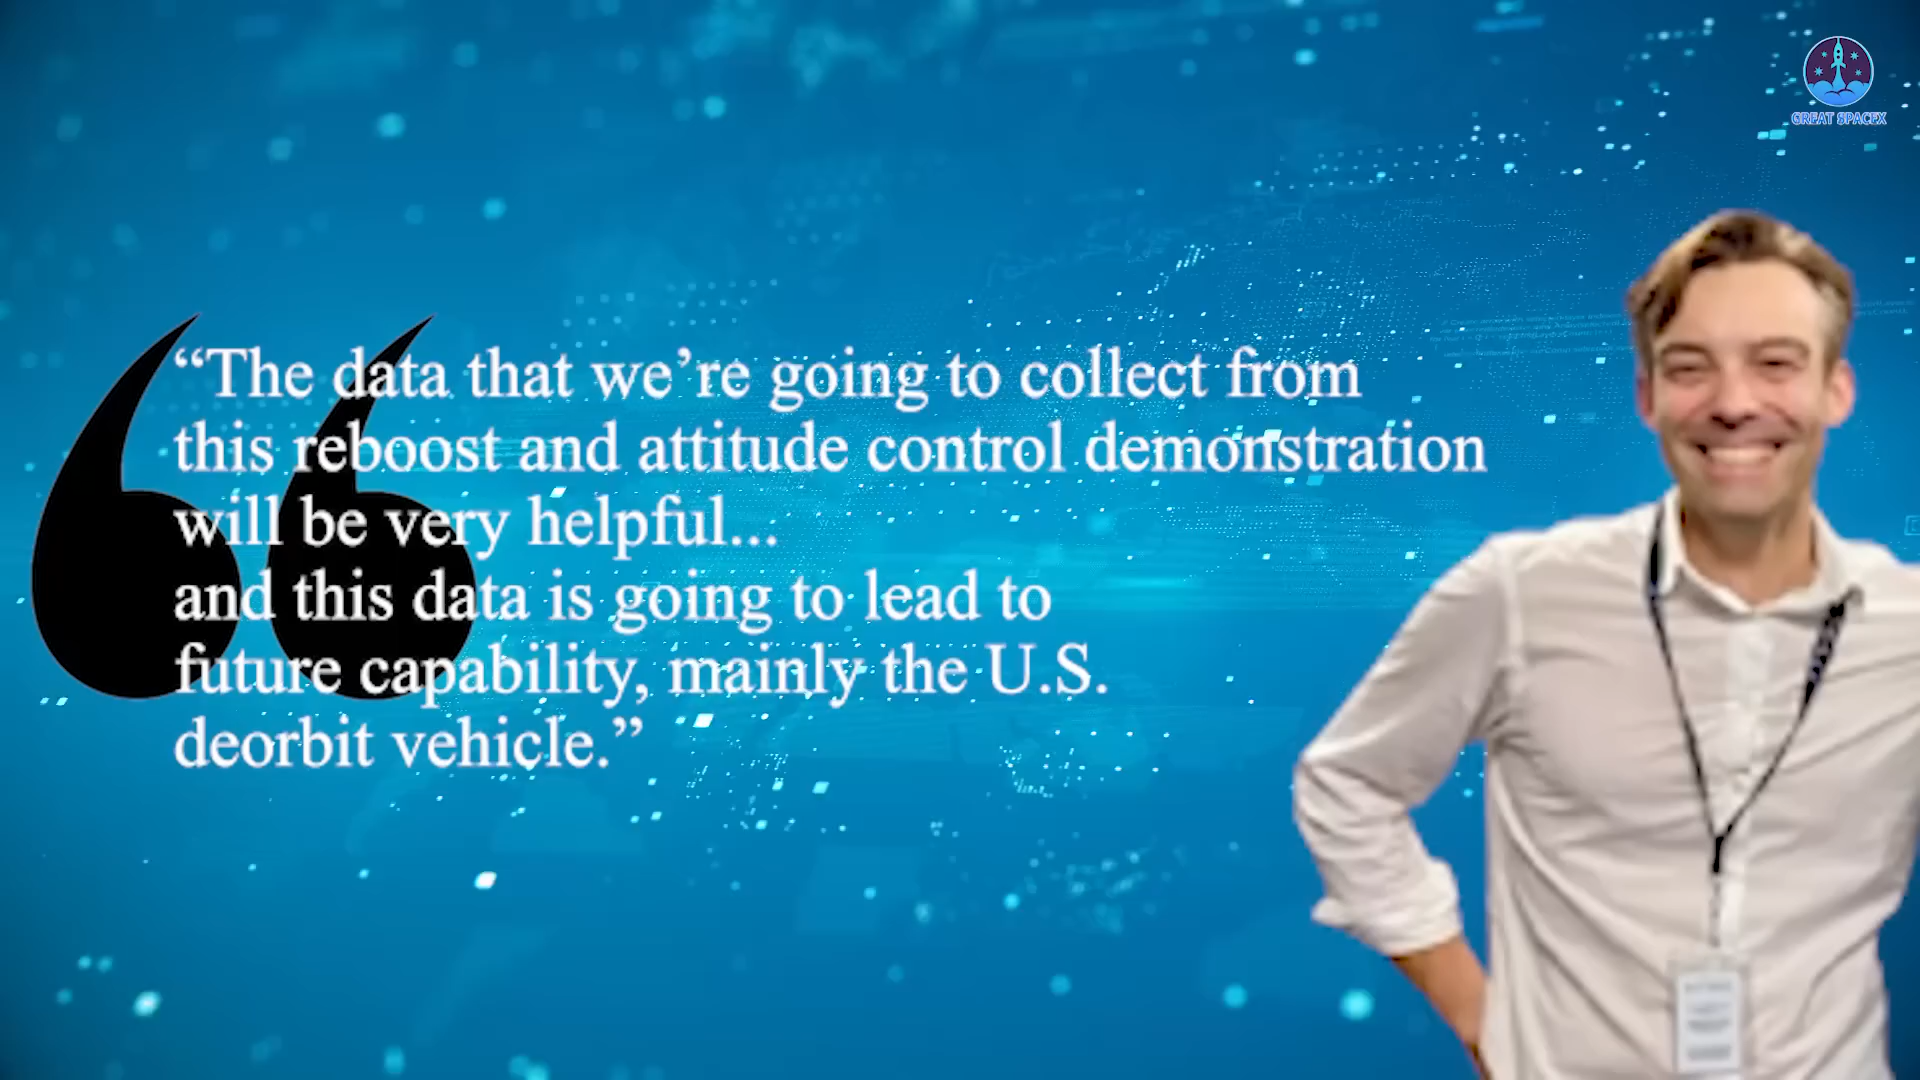 GREAT SPACEX
“The data that we’re going to collect from
this reboost and attitude control demonstration
will be very helpful...
and this data is going to lead to
future capability, mainly the U.S.
deorbit vehicle.”